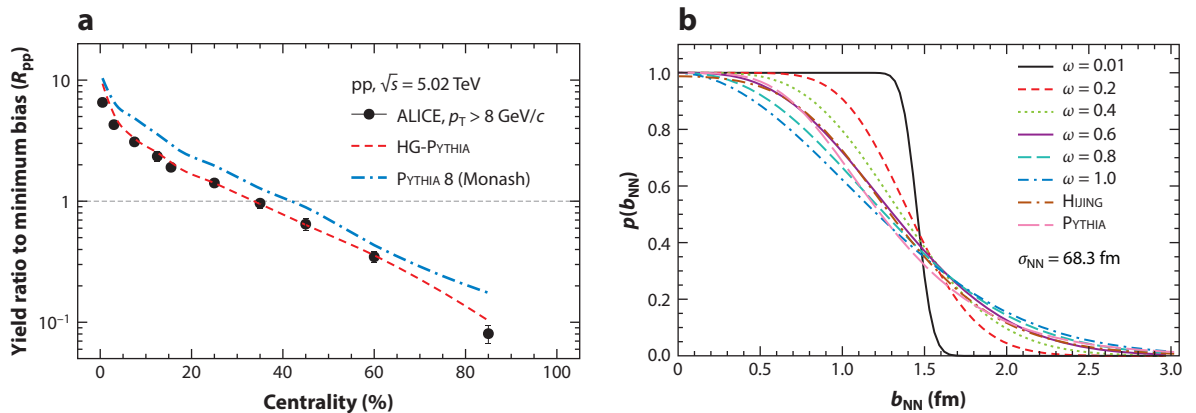 a
Yield ratio to minimum bias (Rpp)
10
1
10⁻¹
0
20
40
60
80
100
Centrality (%)
pp, √s = 5.02 TeV
ALICE, pT > 8 GeV/c
HG-PYTHIA
PYTHIA 8 (Monash)
b
p(bNN)
1.0
0.8
0.6
0.4
0.2
0.0
0
0.5
1.0
1.5
2.0
2.5
3.0
bNN (fm)
ω = 0.01
ω = 0.2
ω = 0.4
ω = 0.6
ω = 0.8
ω = 1.0
HIJING
PYTHIA
σNN = 68.3 fm